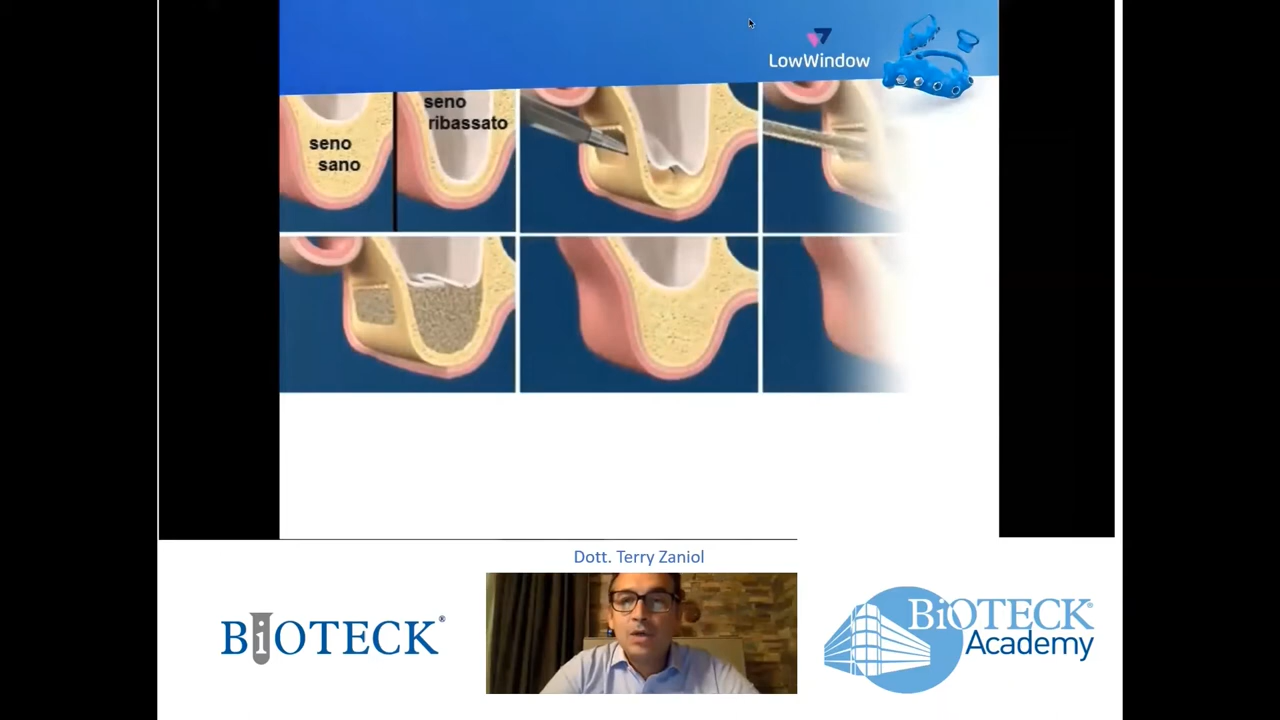 LowWindow
seno
sano
seno
ribassato
Dott. Terry Zaniol
BiOTECK®
BiOTECK®
Academy